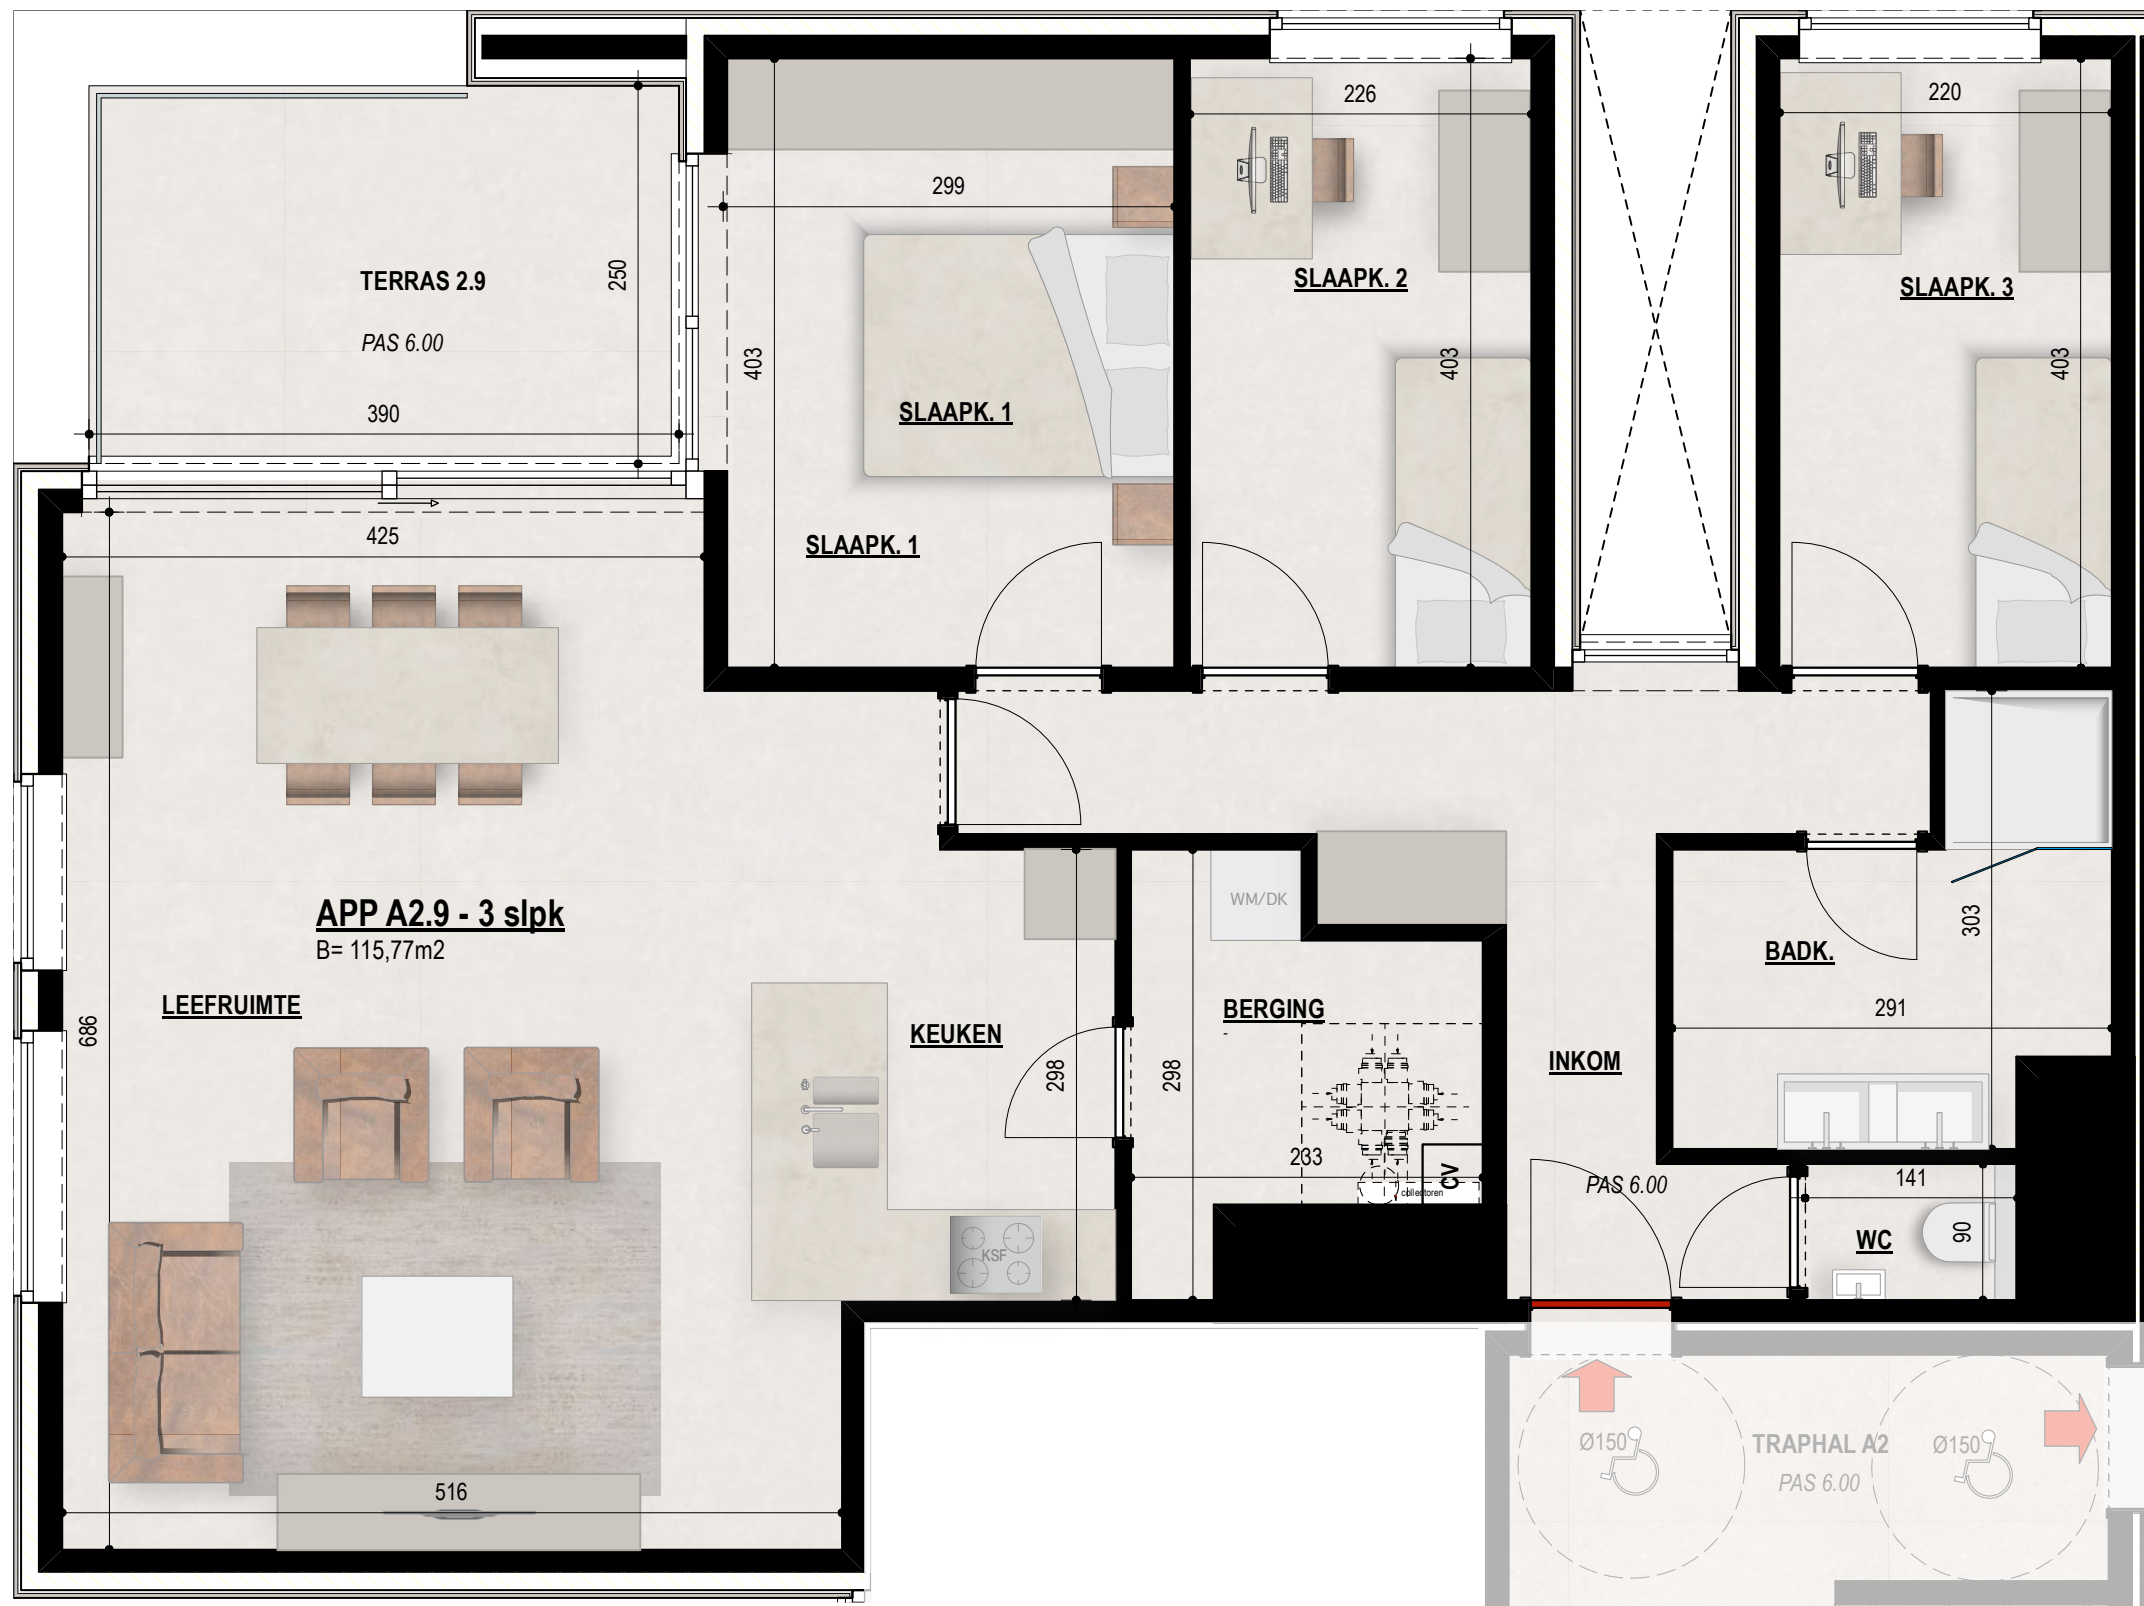 226
220
299
TERRAS 2.9
250
SLAAPK. 2
SLAAPK. 3
PAS 6.00
403
403
403
390
SLAAPK. 1
425
SLAAPK. 1
WM/DK
APP A2.9 - 3 slpk
B= 115,77m2
303
BADK.
LEEFRUIMTE
686
KEUKEN
298
298
BERGING
-
291
INKOM
233
CV
collectoren
PAS 6.00
141
WC
90
KSF
Ø150
TRAPHAL A2
Ø150
PAS 6.00
516